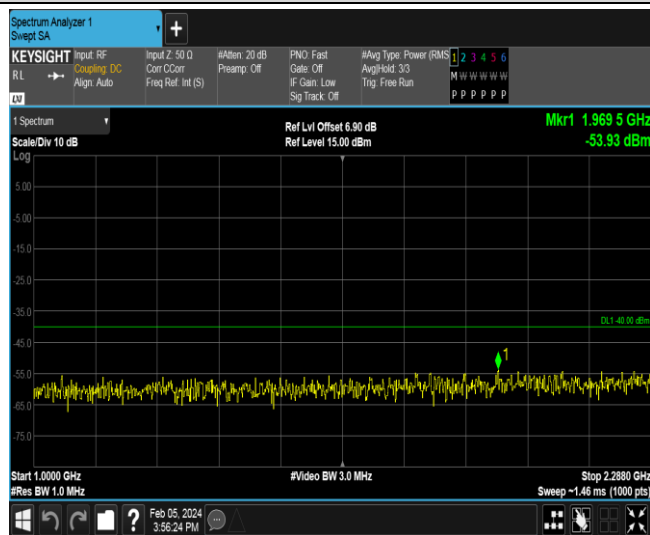 Spectrum Analyzer 1
Swept SA
+
KEYSIGHT
RL
LXI
Input: RF
Coupling: DC
Align: Auto
Input Z: 50 Ω
Corr CCorr
Freq Ref: Int (S)
#Atten: 20 dB
Preamp: Off
PNO: Fast
Gate: Off
IF Gain: Low
Sig Track: Off
#Avg Type: Power (RMS
Avg|Hold: 3/3
Trig: Free Run
1 2 3 4 5 6
M W W W W W
P P P P P P
1 Spectrum
Scale/Div 10 dB
Log
Ref Lvl Offset 6.90 dB
Ref Level 15.00 dBm
Mkr1 1.969 5 GHz
-53.93 dBm
5.00
-5.00
-15.0
-25.0
-35.0
DL1 -40.00 dBm
-45.0
1
-55.0
-65.0
-75.0
Start 1.0000 GHz
#Res BW 1.0 MHz
#Video BW 3.0 MHz
Stop 2.2880 GHz
Sweep ~1.46 ms (1000 pts)
?
Feb 05, 2024
3:56:24 PM